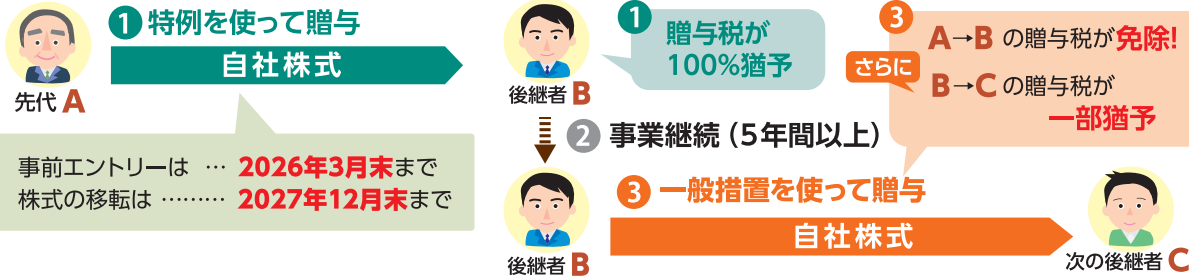 1 特例を使って贈与
自社株式
先代 A
事前エントリーは … 2026年3月末まで
株式の移転は ……… 2027年12月末まで
後継者 B
1
贈与税が
100%猶予
2 事業継続（5年間以上）
3
A→B の贈与税が免除!
さらに
B→C の贈与税が
一部猶予
後継者 B
3 一般措置を使って贈与
自社株式
次の後継者 C